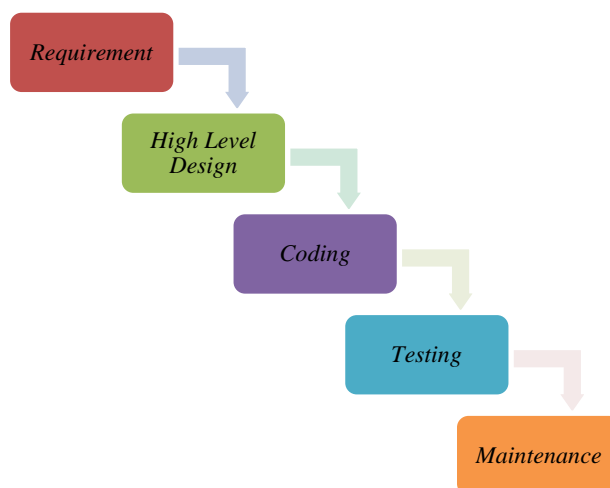 Requirement
High Level
Design
Coding
Testing
Maintenance